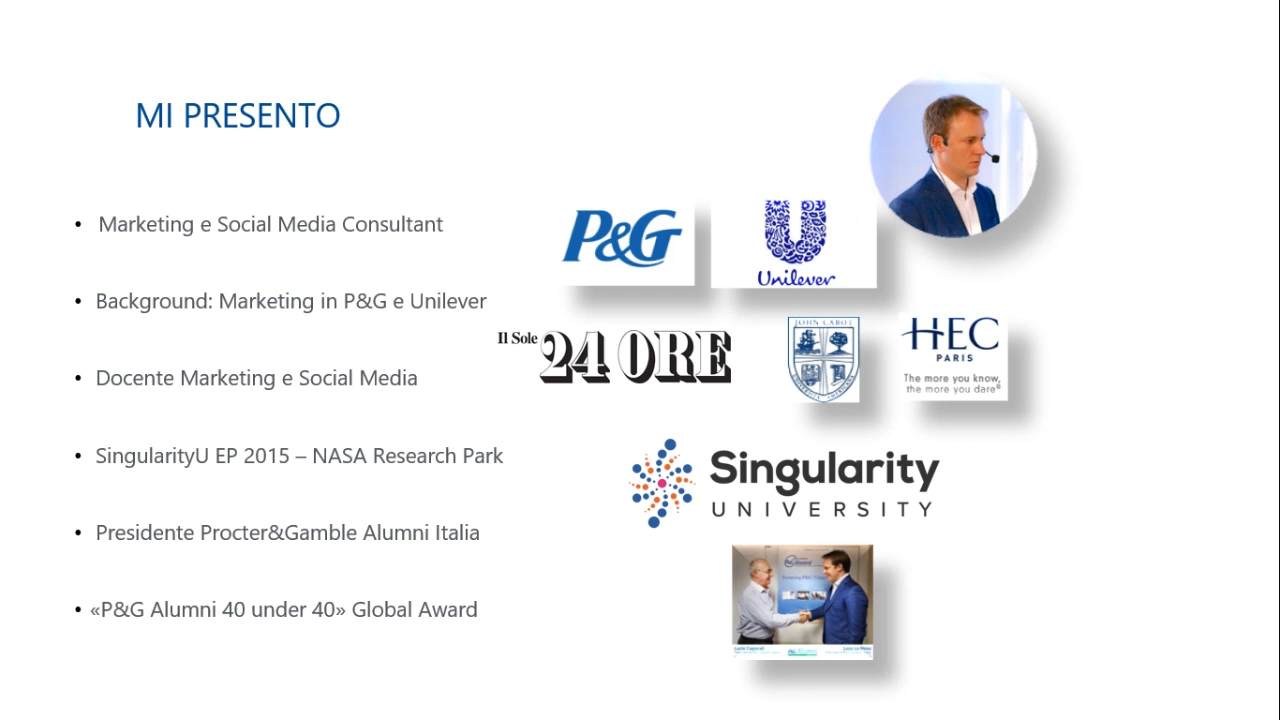 MI PRESENTO
• Marketing e Social Media Consultant
P&G
Unilever
• Background: Marketing in P&G e Unilever
Il Sole 24 ORE
JOHN CABOT
HEC
PARIS
The more you know,
the more you dare®
• Docente Marketing e Social Media
• SingularityU EP 2015 – NASA Research Park
Singularity
UNIVERSITY
• Presidente Procter&Gamble Alumni Italia
• «P&G Alumni 40 under 40» Global Award